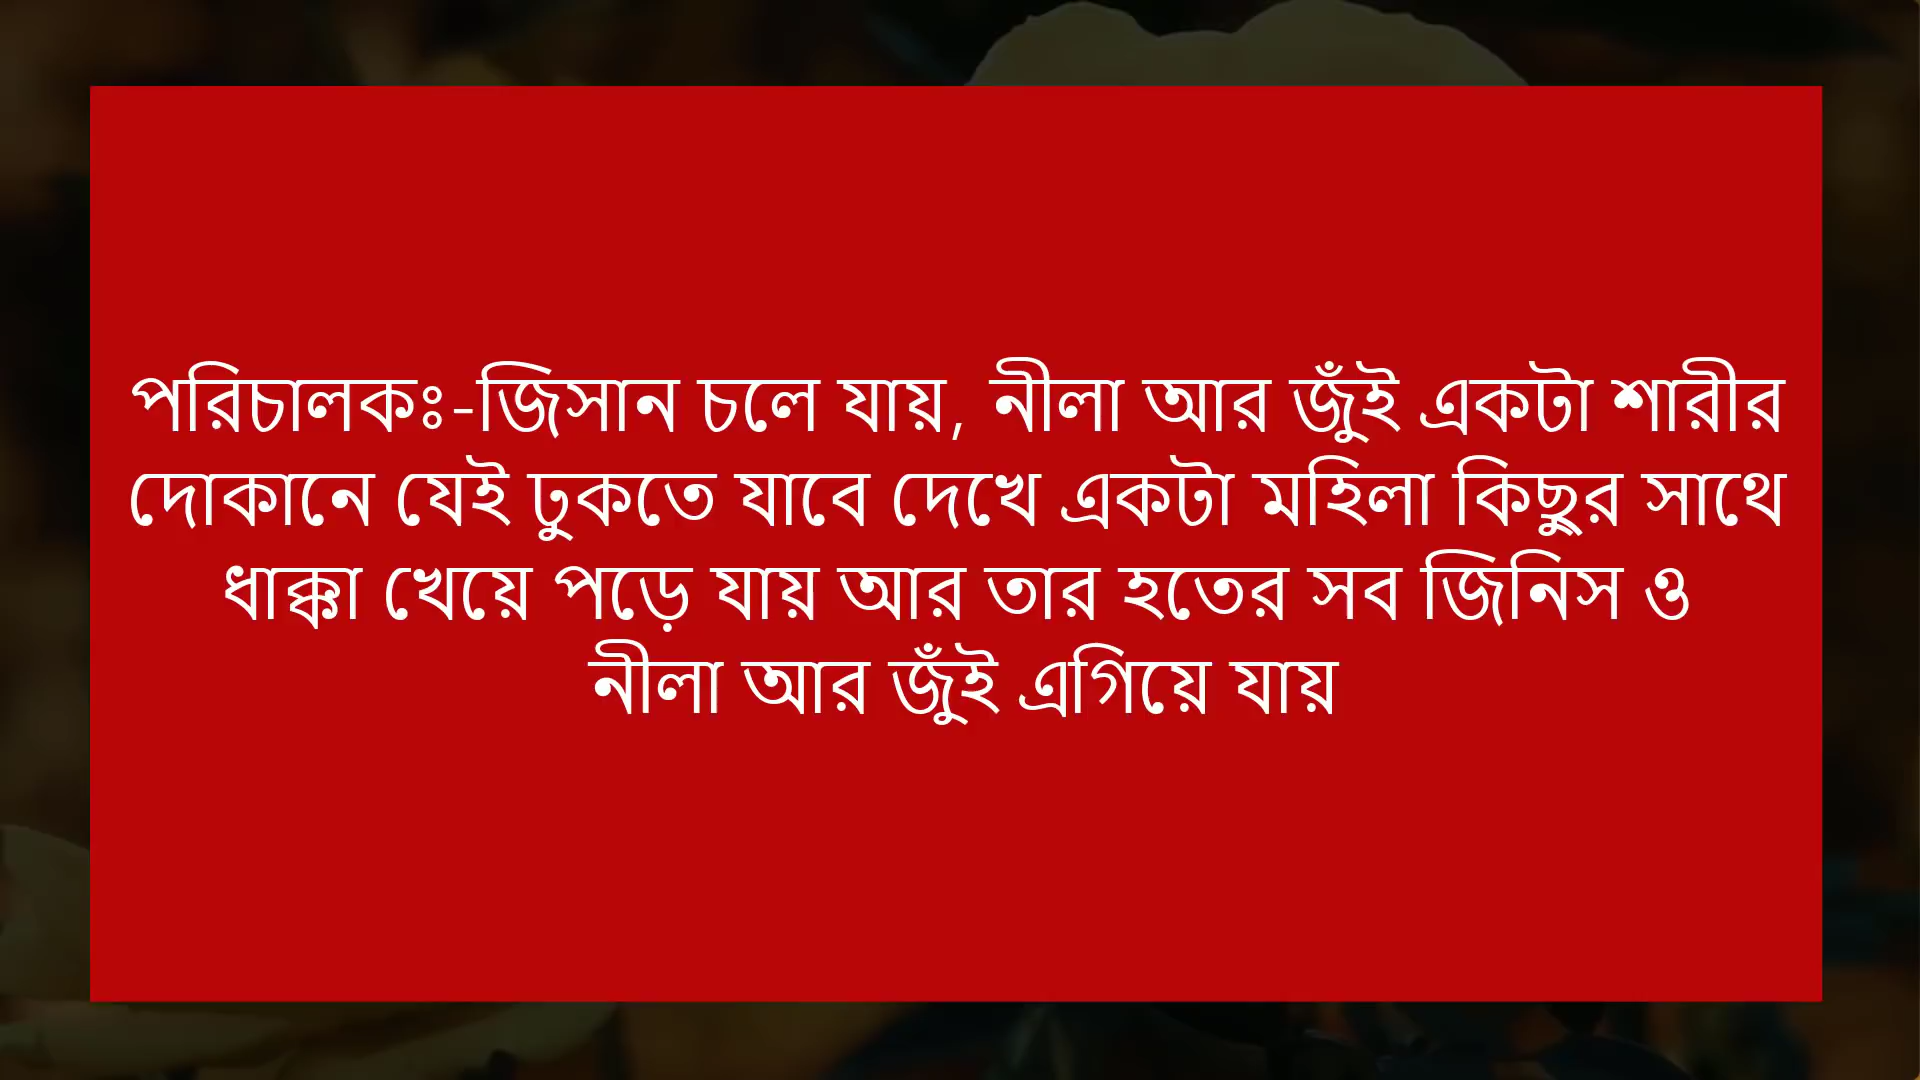 পরিচালকঃ-জিসান চলে যায়, নীলা আর জুঁই একটা শারীর
দোকানে যেই ঢুকতে যাবে দেখে একটা মহিলা কিছুুর সাথে
ধাক্কা খেয়ে পড়ে যায় আর তার হতের সব জিনিস ও
নীলা আর জুঁই এগিয়ে যায়